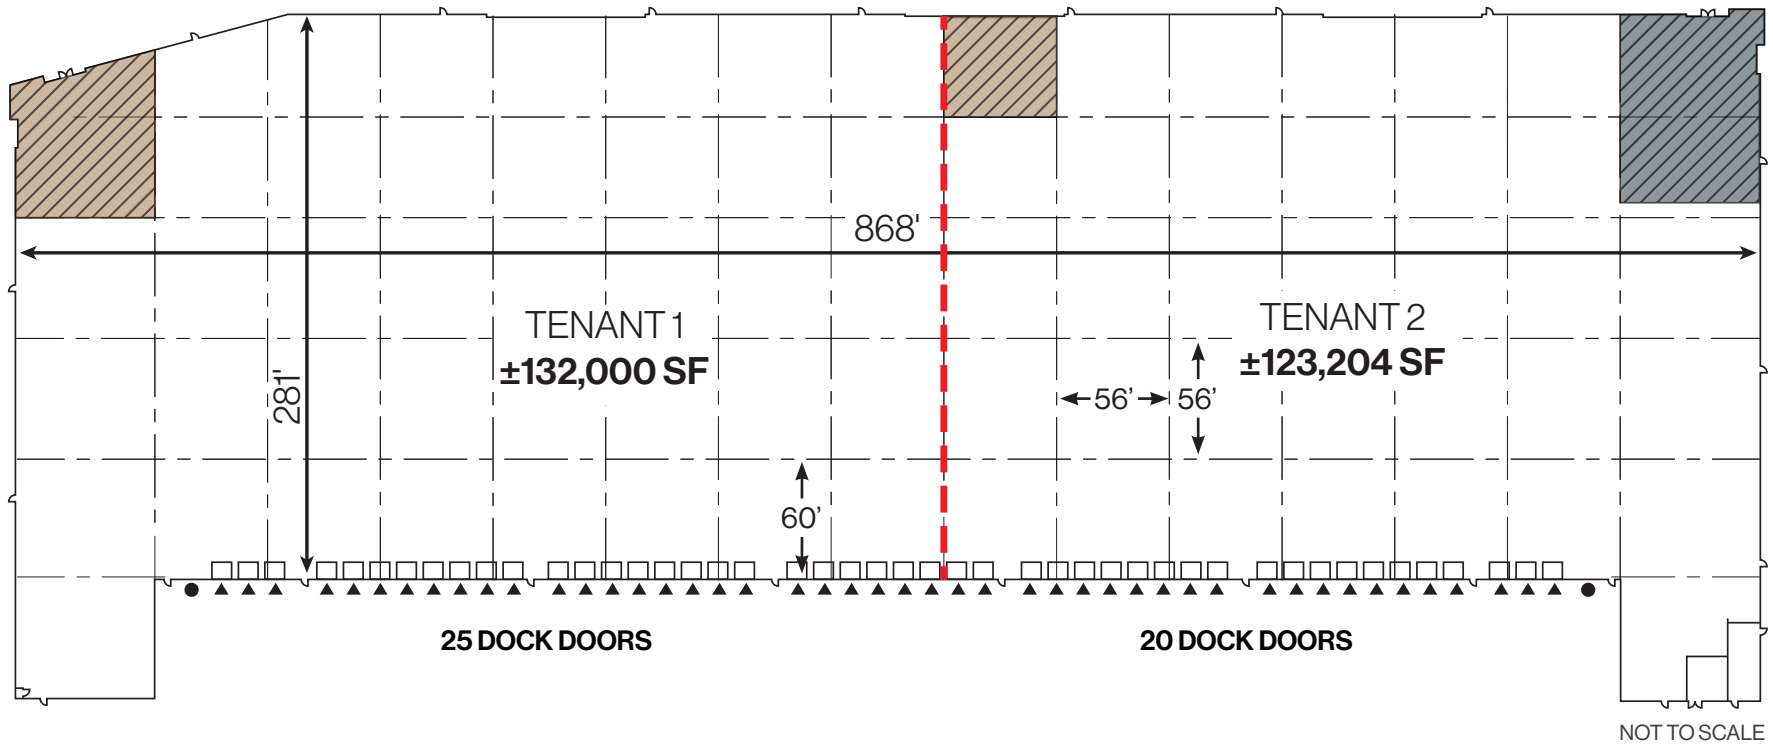 868'
TENANT 1
±132,000 SF
TENANT 2
±123,204 SF
281'
56’
56’
60’
25 DOCK DOORS
20 DOCK DOORS
NOT TO SCALE